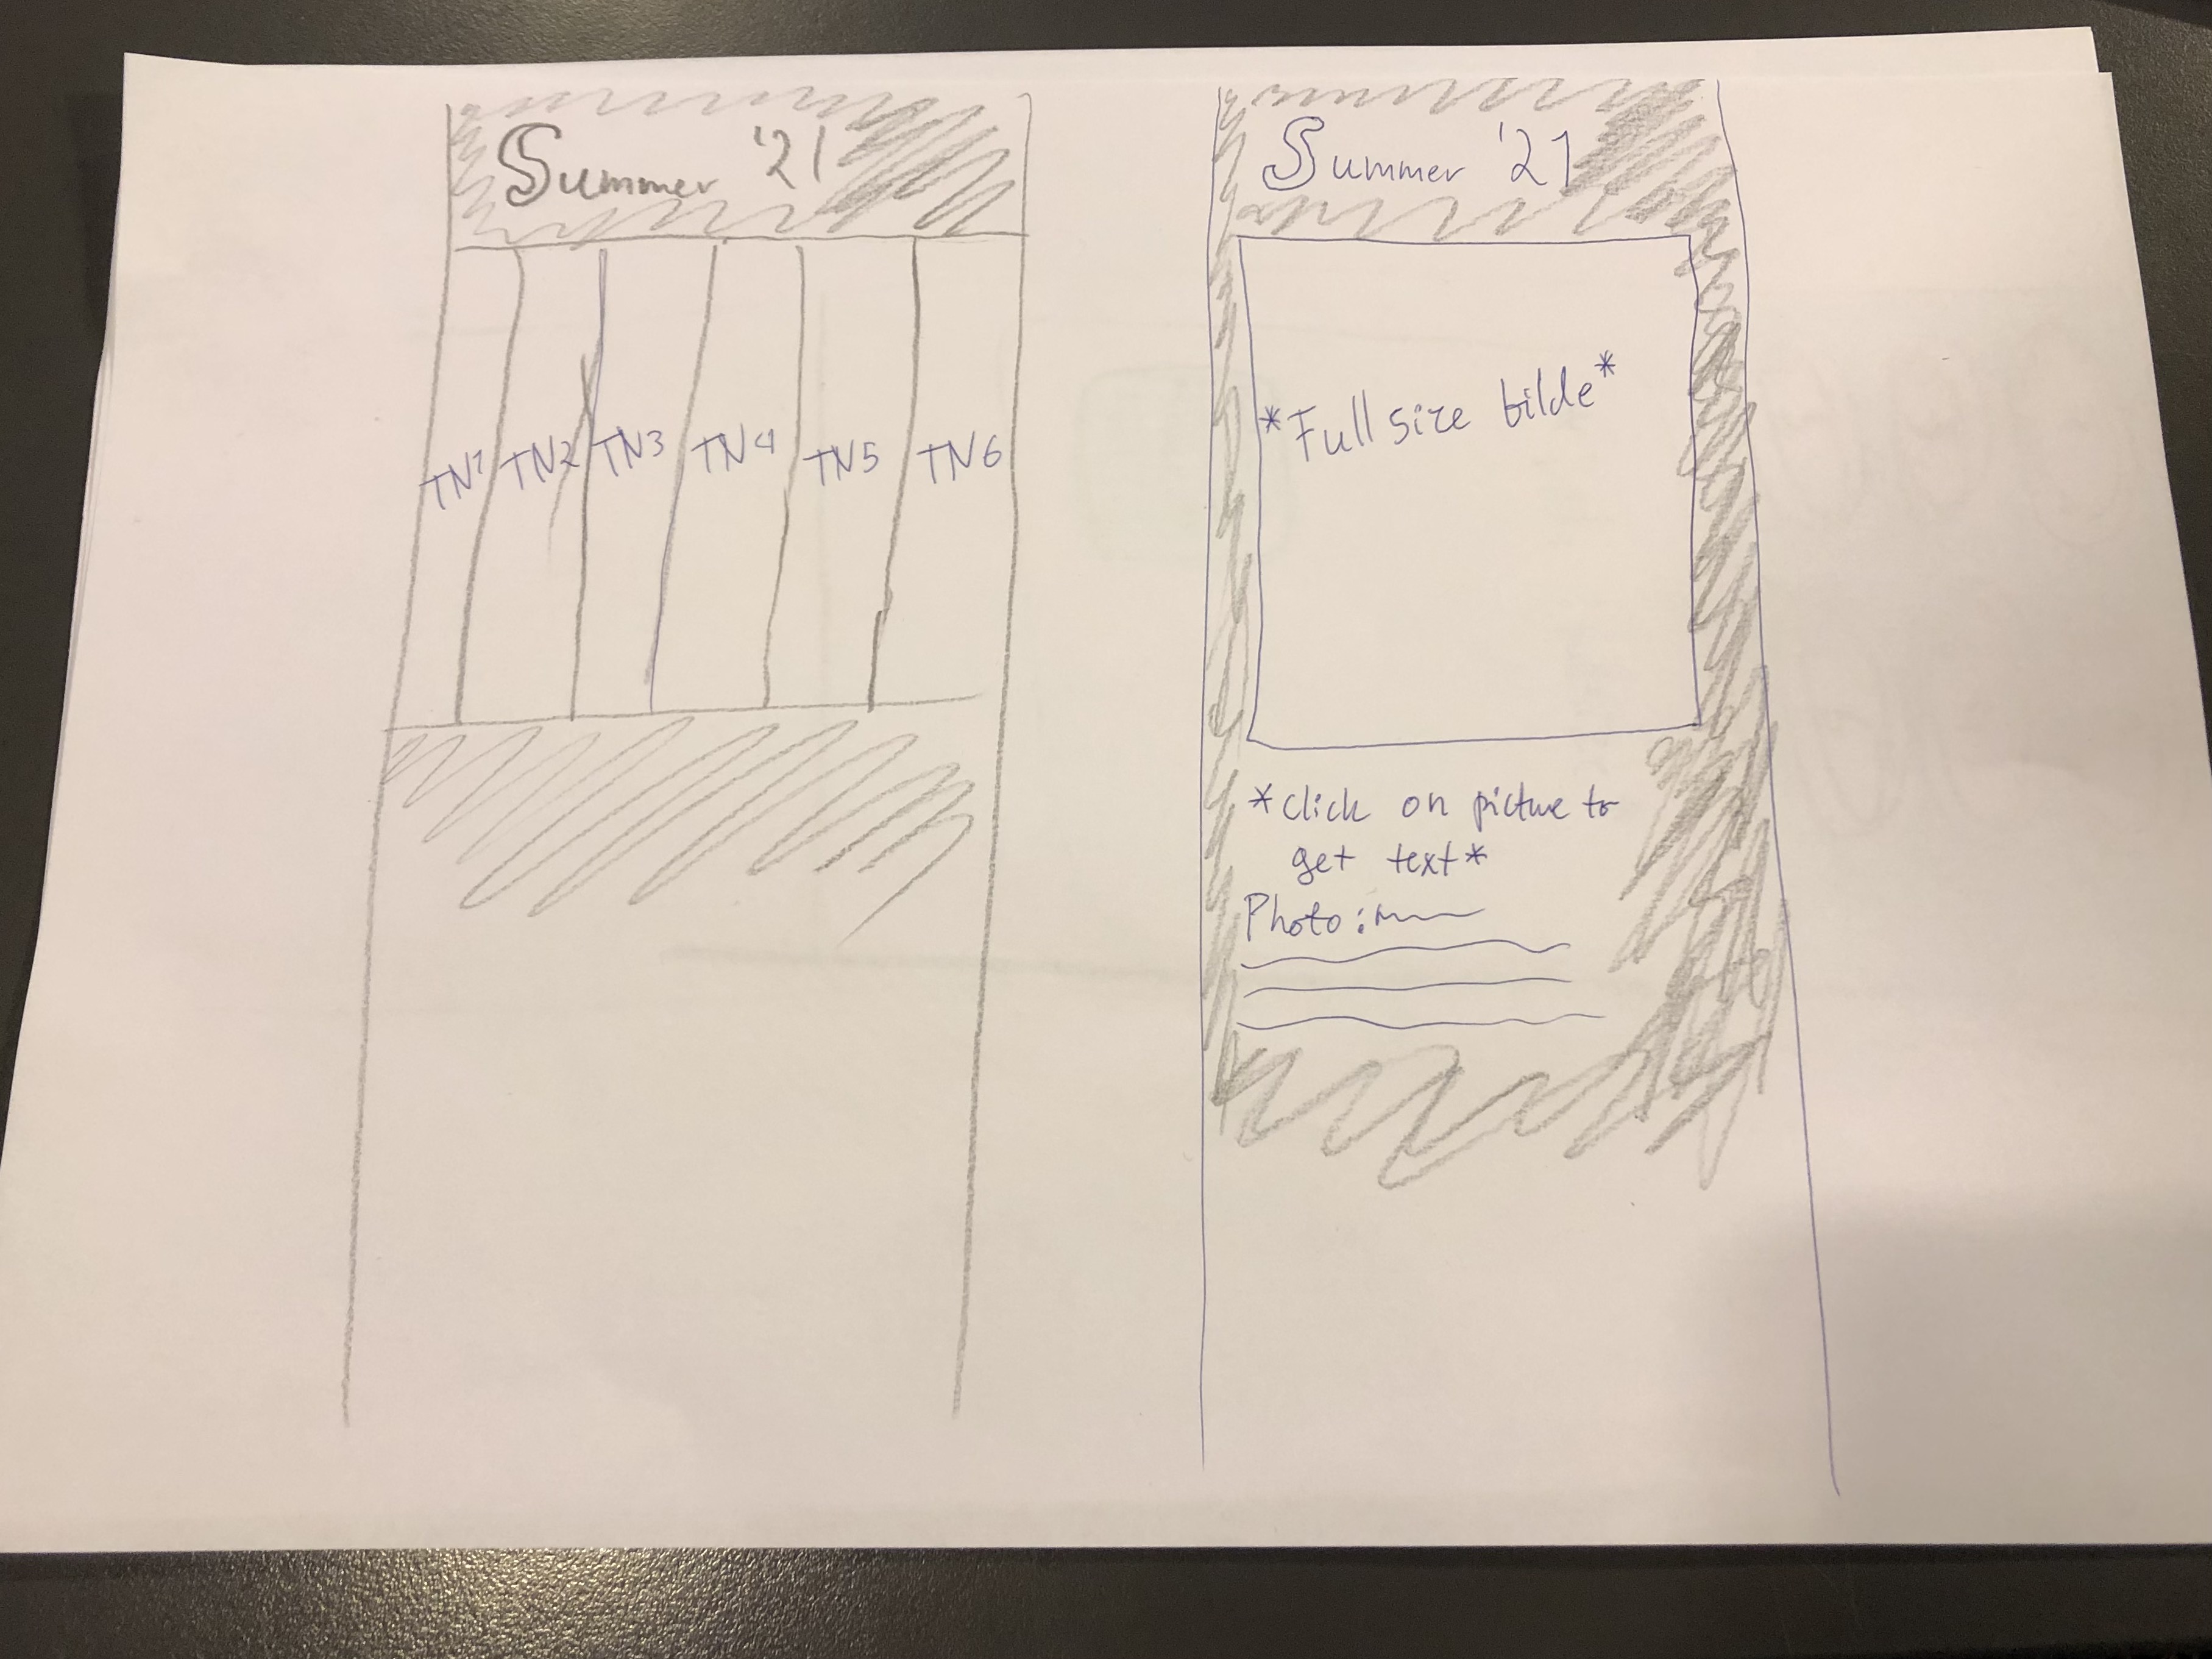 Summer '21
TN1 TN2 TN3 TN4 TN5 TN6
Summer '21
*Full size bilde*
*click on picture to
get text*
Photo: